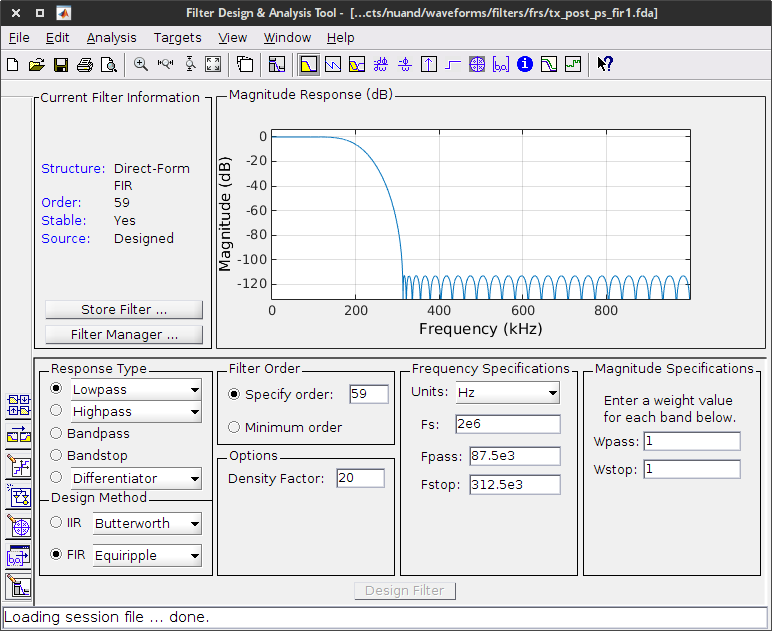 Filter Design & Analysis Tool - [...cts/nuand/waveforms/filters/frs/tx_post_ps_fir1.fda]
File Edit Analysis Targets View Window Help
Current Filter Information
Structure: Direct-Form
FIR
Order: 59
Stable: Yes
Source: Designed
Store Filter ...
Filter Manager ...
Magnitude Response (dB)
Magnitude (dB)
0
-20
-40
-60
-80
-100
-120
0 200 400 600 800
Frequency (kHz)
Response Type
Lowpass
Highpass
Bandpass
Bandstop
Differentiator
Design Method
IIR Butterworth
FIR Equiripple
Filter Order
Specify order: 59
Minimum order
Options
Density Factor: 20
Frequency Specifications
Units: Hz
Fs: 2e6
Fpass: 87.5e3
Fstop: 312.5e3
Magnitude Specifications
Enter a weight value
for each band below.
Wpass: 1
Wstop: 1
Design Filter
Loading session file ... done.